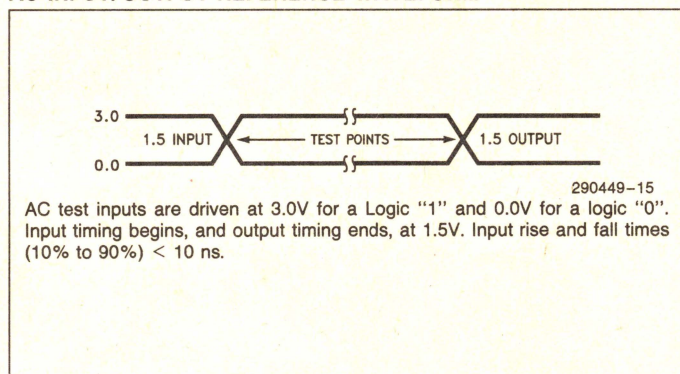 3.0
1.5 INPUT TEST POINTS 1.5 OUTPUT
0.0
290449–15
AC test inputs are driven at 3.0V for a Logic “1” and 0.0V for a logic “0”.
Input timing begins, and output timing ends, at 1.5V. Input rise and fall times
(10% to 90%) < 10 ns.